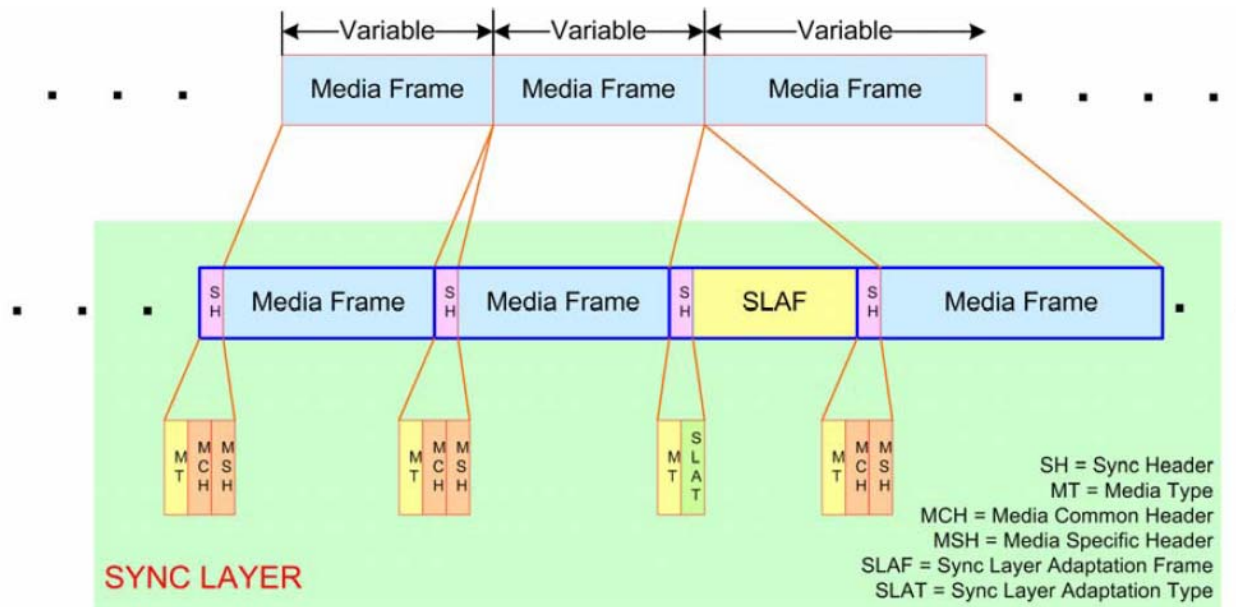 Variable Variable Variable
Media Frame Media Frame Media Frame
SH Media Frame SH Media Frame SH SLAF SH Media Frame
MT MCH MSH MT MCH MSH MT SLAT MT MCH MSH
SH = Sync Header
MT = Media Type
MCH = Media Common Header
MSH = Media Specific Header
SLAF = Sync Layer Adaptation Frame
SLAT = Sync Layer Adaptation Type
SYNC LAYER